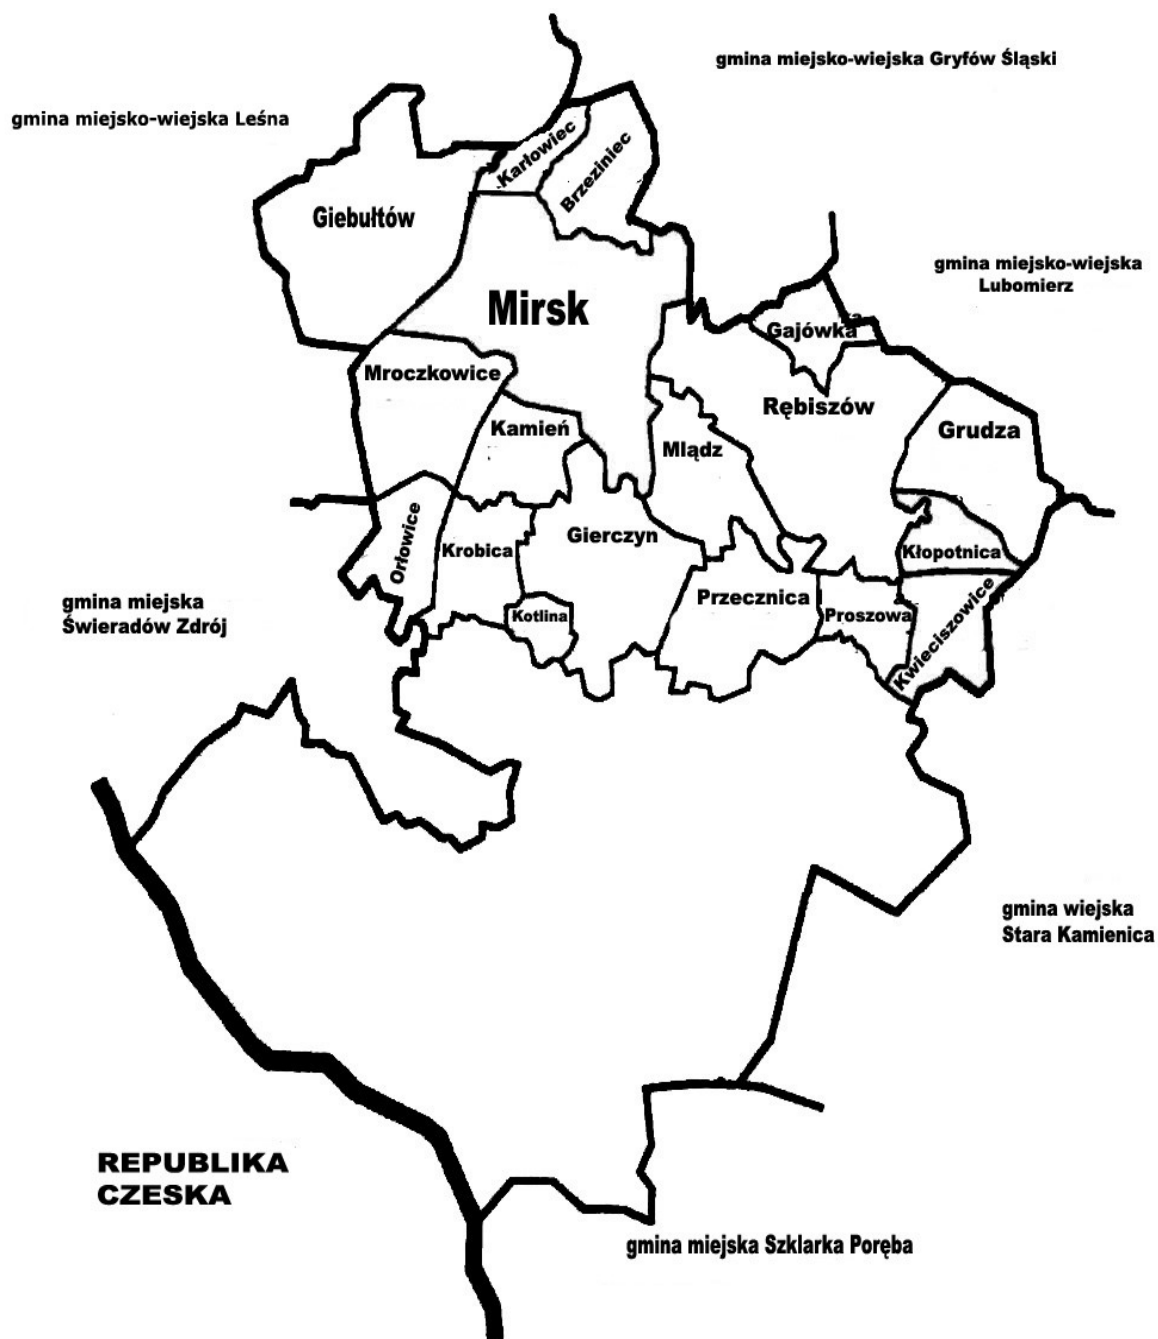 gmina miejsko-wiejska Gryfów Śląski
gmina miejsko-wiejska Leśna
Karłowiec
Brzeziniec
Giebułtów
gmina miejsko-wiejska
Lubomierz
Mirsk
Gajówka
Mroczkowice
Rębiszów
Kamień
Grudza
Mlądz
Orłowice
Krobica
Gierczyn
Kłopotnica
Przecznica
gmina miejska
Świeradów Zdrój
Kotlina
Proszowa
Kwieciszowice
gmina wiejska
Stara Kamienica
REPUBLIKA
CZESKA
gmina miejska Szklarka Poręba